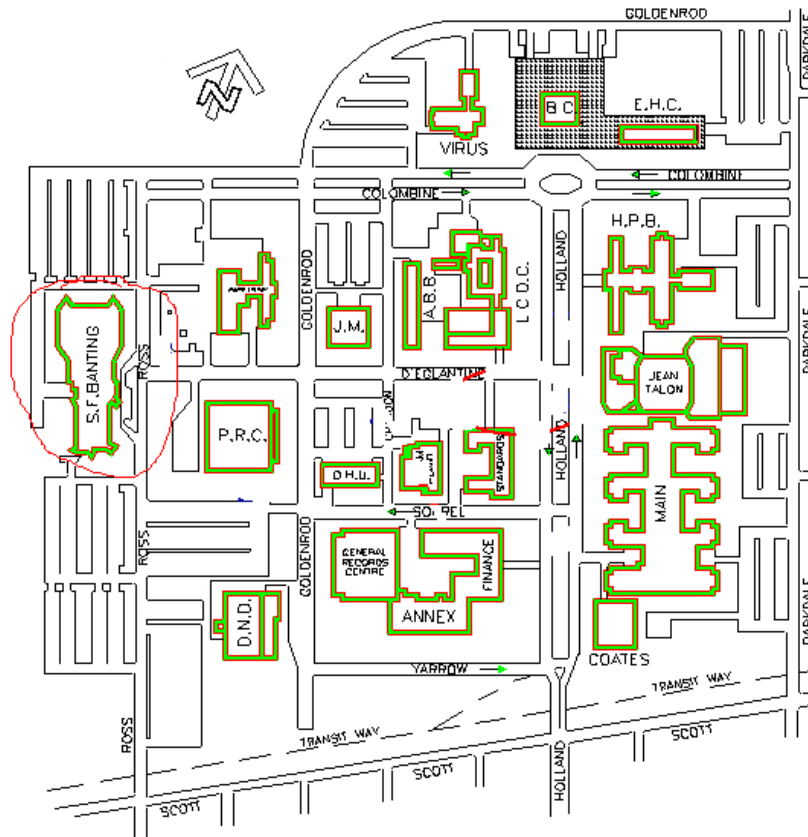 GOLDENROD
PARKDALE
N
B.C.
E.H.C.
VIRUS
COLOMBINE
COLOMBINE
H.P.B.
GOLDENROD
HOLLAND
A.B.B.
L C D C.
J.M.
ROSS
S.F.BANTING
D'EGLANTINE
JEAN
TALON
PARKDALE
P.R.C.
HOLLAND
STANDARDS
O H.U.
MAIN
SORREL
ROSS
GOLDENROD
GENERAL
RECORDS
CENTRE
FINANCE
ANNEX
D.N.D.
PARKDALE
COATES
YARROW
TRANSIT WAY
ROSS
TRANSIT WAY
SCOTT
HOLLAND
SCOTT
SCOTT